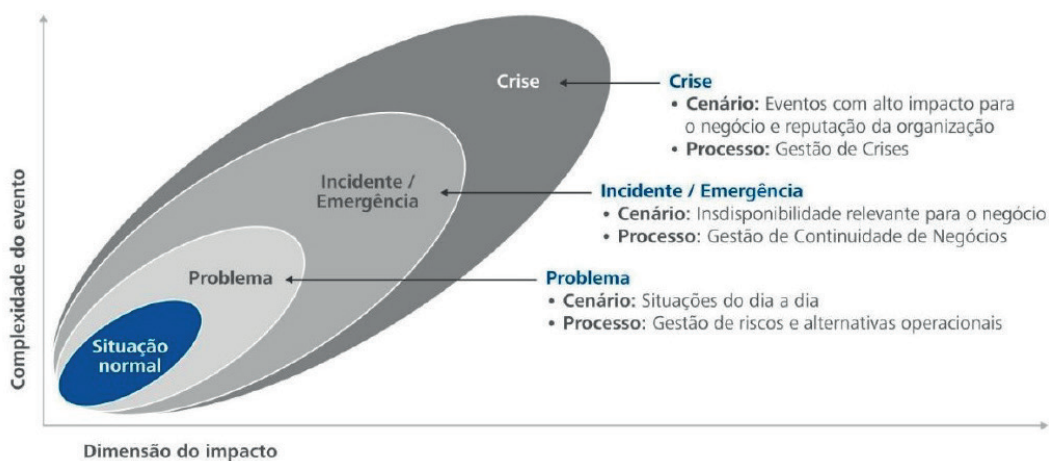 Complexidade do evento
Crise
Crise
• Cenário: Eventos com alto impacto para
o negócio e reputação da organização
• Processo: Gestão de Crises
Incidente /
Emergência
Incidente / Emergência
• Cenário: Insdisponibilidade relevante para o negócio
• Processo: Gestão de Continuidade de Negócios
Problema
Problema
• Cenário: Situações do dia a dia
• Processo: Gestão de riscos e alternativas operacionais
Situação
normal
Dimensão do impacto